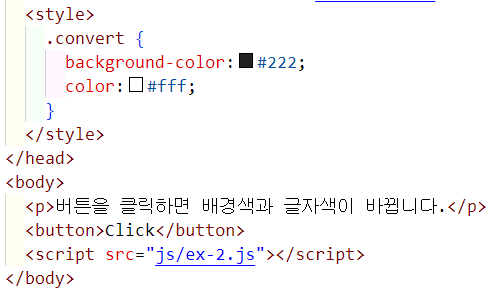 <style>
.convert {
background-color: #222;
color: #fff;
}
</style>
</head>
<body>
<p>버튼을 클릭하면 배경색과 글자색이 바뀝니다.</p>
<button>Click</button>
<script src="js/ex-2.js"></script>
</body>